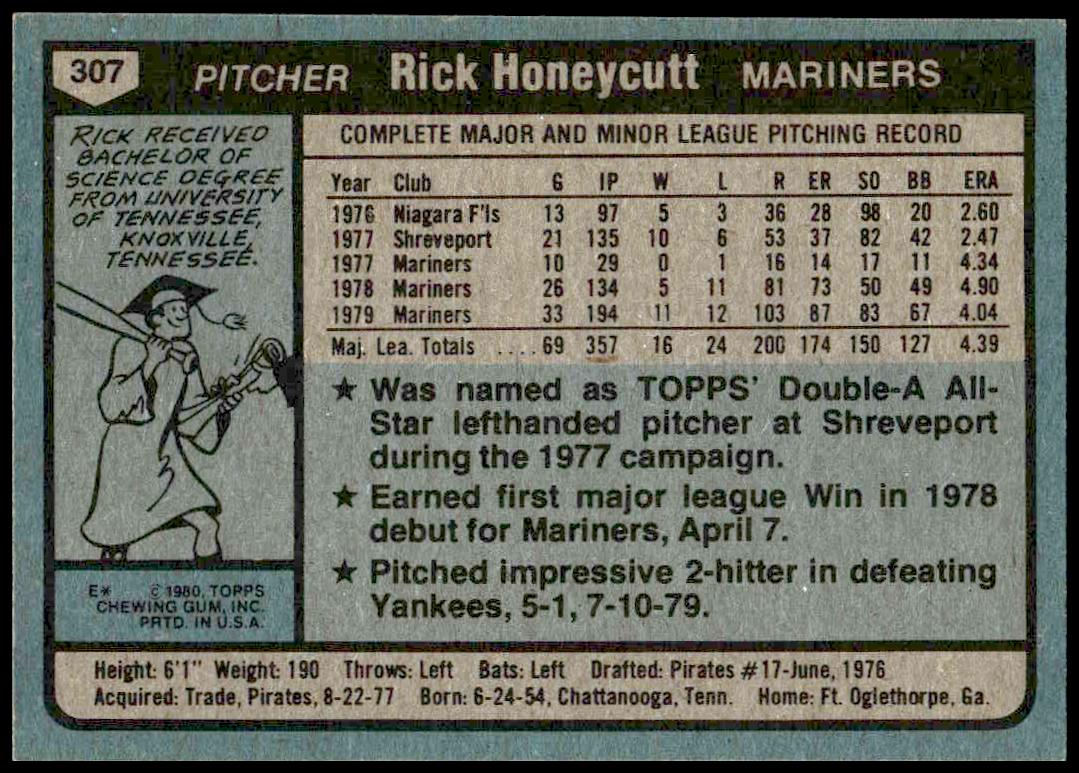 307 PITCHER Rick Honeycutt MARINERS
RICK RECEIVED
BACHELOR OF
SCIENCE DEGREE
FROM UNIVERSITY
OF TENNESSEE,
KNOXVILLE,
TENNESSEE.
E* © 1980, TOPPS
CHEWING GUM, INC.
PRTD. IN U.S.A.
COMPLETE MAJOR AND MINOR LEAGUE PITCHING RECORD
Year Club G IP W L R ER SO BB ERA
1976 Niagara F'ls 13 97 5 3 36 28 98 20 2.60
1977 Shreveport 21 135 10 6 53 37 82 42 2.47
1977 Mariners 10 29 0 1 16 14 17 11 4.34
1978 Mariners 26 134 5 11 81 73 50 49 4.90
1979 Mariners 33 194 11 12 103 87 83 67 4.04
Maj. Lea. Totals .... 69 357 16 24 200 174 150 127 4.39
★ Was named as TOPPS' Double-A All-
Star lefthanded pitcher at Shreveport
during the 1977 campaign.
★ Earned first major league Win in 1978
debut for Mariners, April 7.
★ Pitched impressive 2-hitter in defeating
Yankees, 5-1, 7-10-79.
Height: 6'1" Weight: 190 Throws: Left Bats: Left Drafted: Pirates #17-June, 1976
Acquired: Trade, Pirates, 8-22-77 Born: 6-24-54, Chattanooga, Tenn. Home: Ft. Oglethorpe, Ga.